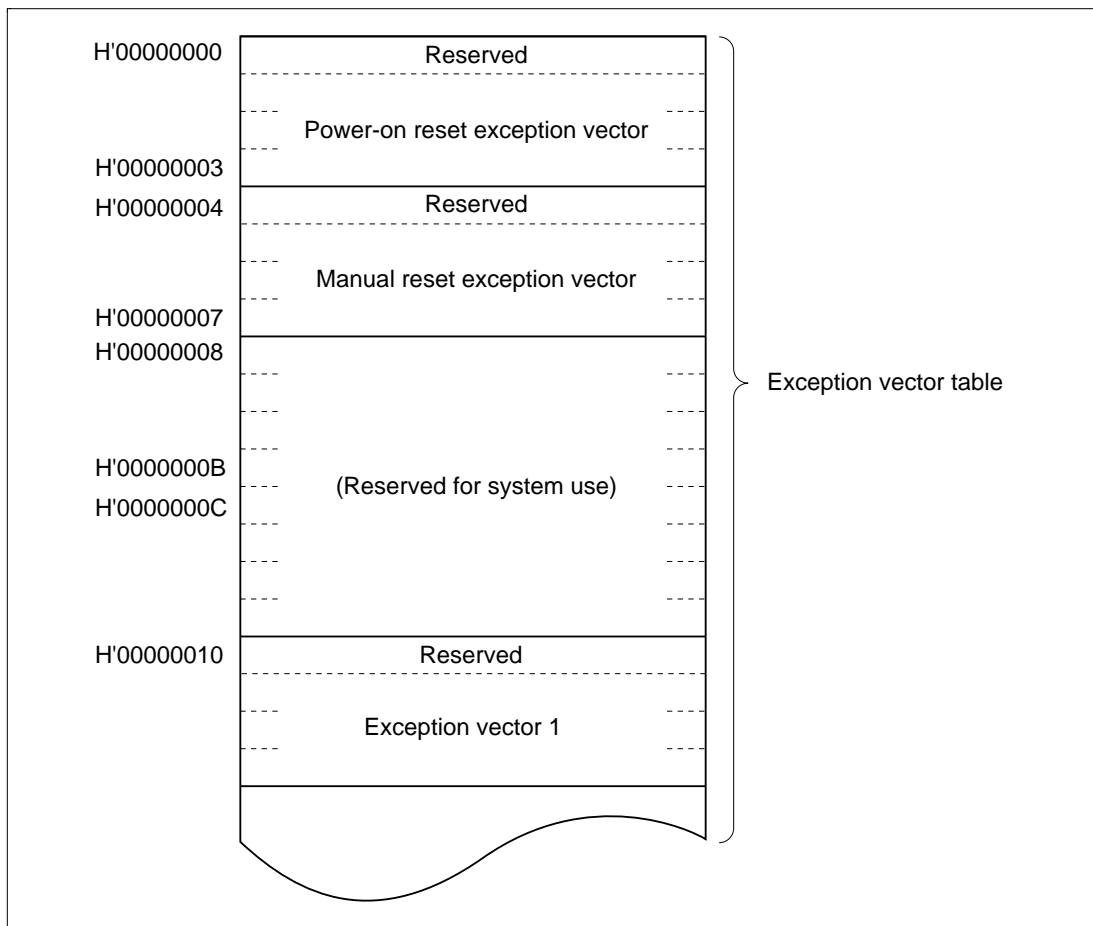 H'00000000
Reserved
Power-on reset exception vector
H'00000003
H'00000004
Reserved
Manual reset exception vector
H'00000007
H'00000008
Exception vector table
H'0000000B
(Reserved for system use)
H'0000000C
H'00000010
Reserved
Exception vector 1